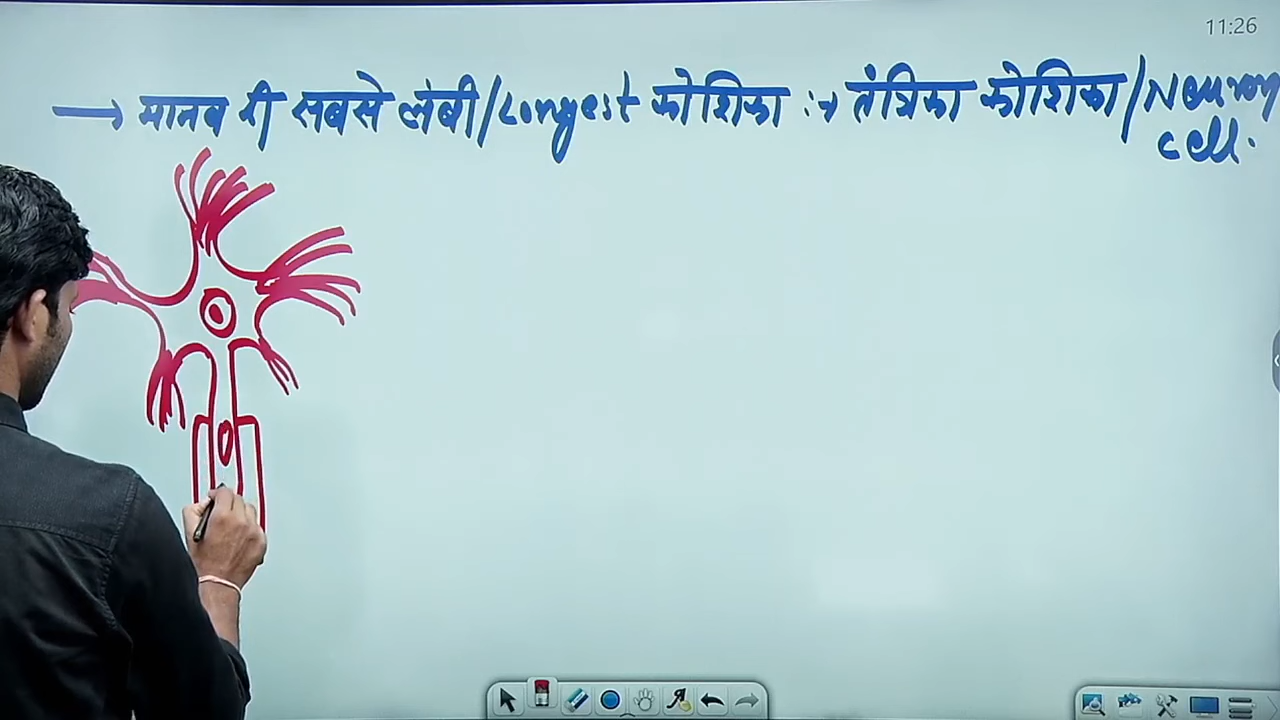 11:26
→ मानव की सबसे लंबी/Longest कोशिका :→ तंत्रिका कोशिका/Neuron
cell.